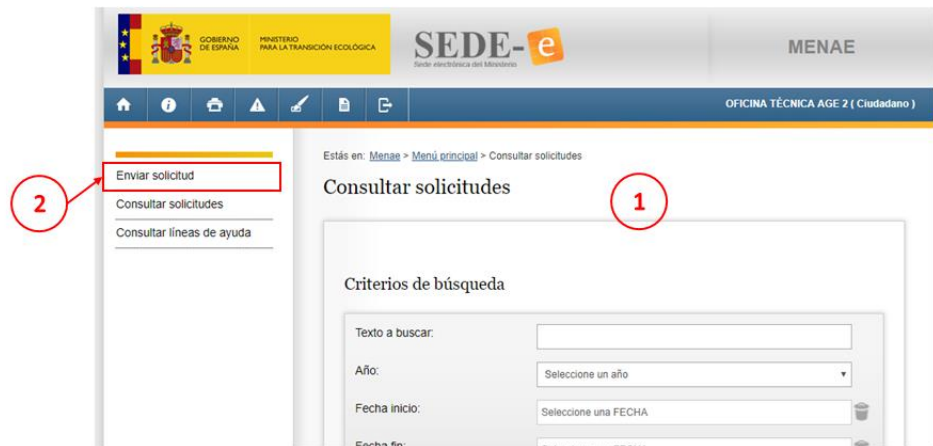 GOBIERNO
DE ESPAÑA
MINISTERIO
PARA LA TRANSICIÓN ECOLÓGICA
SEDE-e
Sede electrónica del Ministerio
MENAE
OFICINA TÉCNICA AGE 2 ( Ciudadano )
Estás en: Menae > Menú principal > Consultar solicitudes
Enviar solicitud
Consultar solicitudes
Consultar líneas de ayuda
2
Consultar solicitudes
1
Criterios de búsqueda
Texto a buscar:
Año:
Seleccione un año
Fecha inicio:
Seleccione una FECHA
Fecha fin: